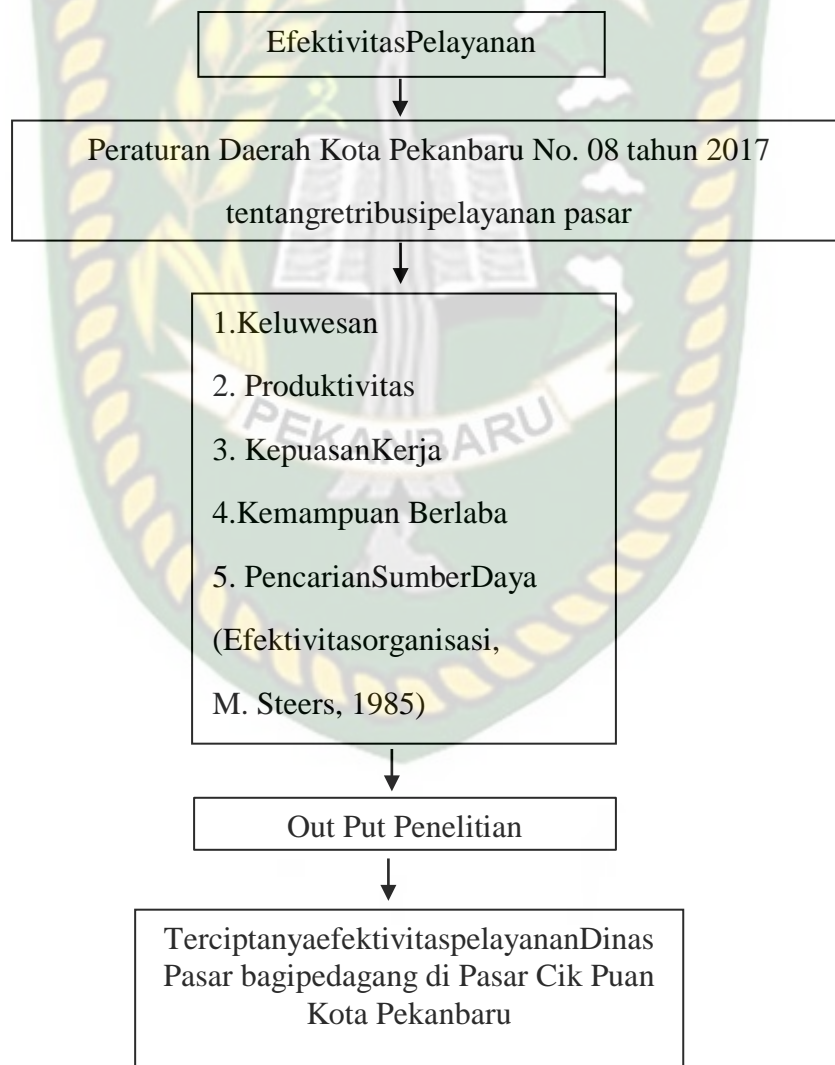 EfektivitasPelayanan
Peraturan Daerah Kota Pekanbaru No. 08 tahun 2017
tentangretribusipelayanan pasar
1.Keluwesan
2. Produktivitas
PEKANBARU
3. KepuasanKerja
4.Kemampuan Berlaba
5. PencarianSumberDaya
(Efektivitasorganisasi,
M. Steers, 1985)
Out Put Penelitian
TerciptanyaefektivitaspelayananDinas
Pasar bagipedagang di Pasar Cik Puan
Kota Pekanbaru